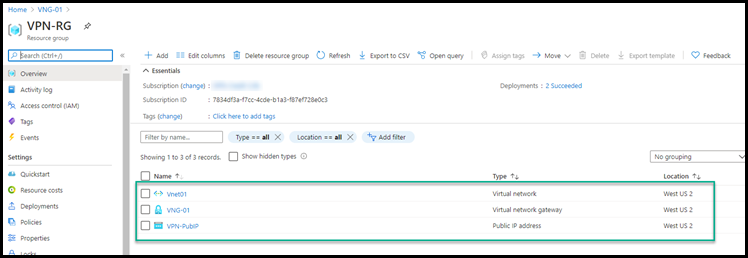 Home > VNG-01 >
VPN-RG
Resource group
Search (Ctrl+/)
Overview
Activity log
Access control (IAM)
Tags
Events
Settings
Quickstart
Resource costs
Deployments
Policies
Properties
Locks
Add Edit columns Delete resource group Refresh Export to CSV Open query Assign tags Move Delete Export template Feedback
Essentials
Subscription (change) :
Deployments : 2 Succeeded
Subscription ID : 7834df3a-f7cc-4cde-b1a3-f87ef728e0c3
Tags (change) : Click here to add tags
Filter by name... Type == all Location == all Add filter
Showing 1 to 3 of 3 records. Show hidden types No grouping
Name Type Location
Vnet01 Virtual network West US 2
VNG-01 Virtual network gateway West US 2
VPN-PubIP Public IP address West US 2